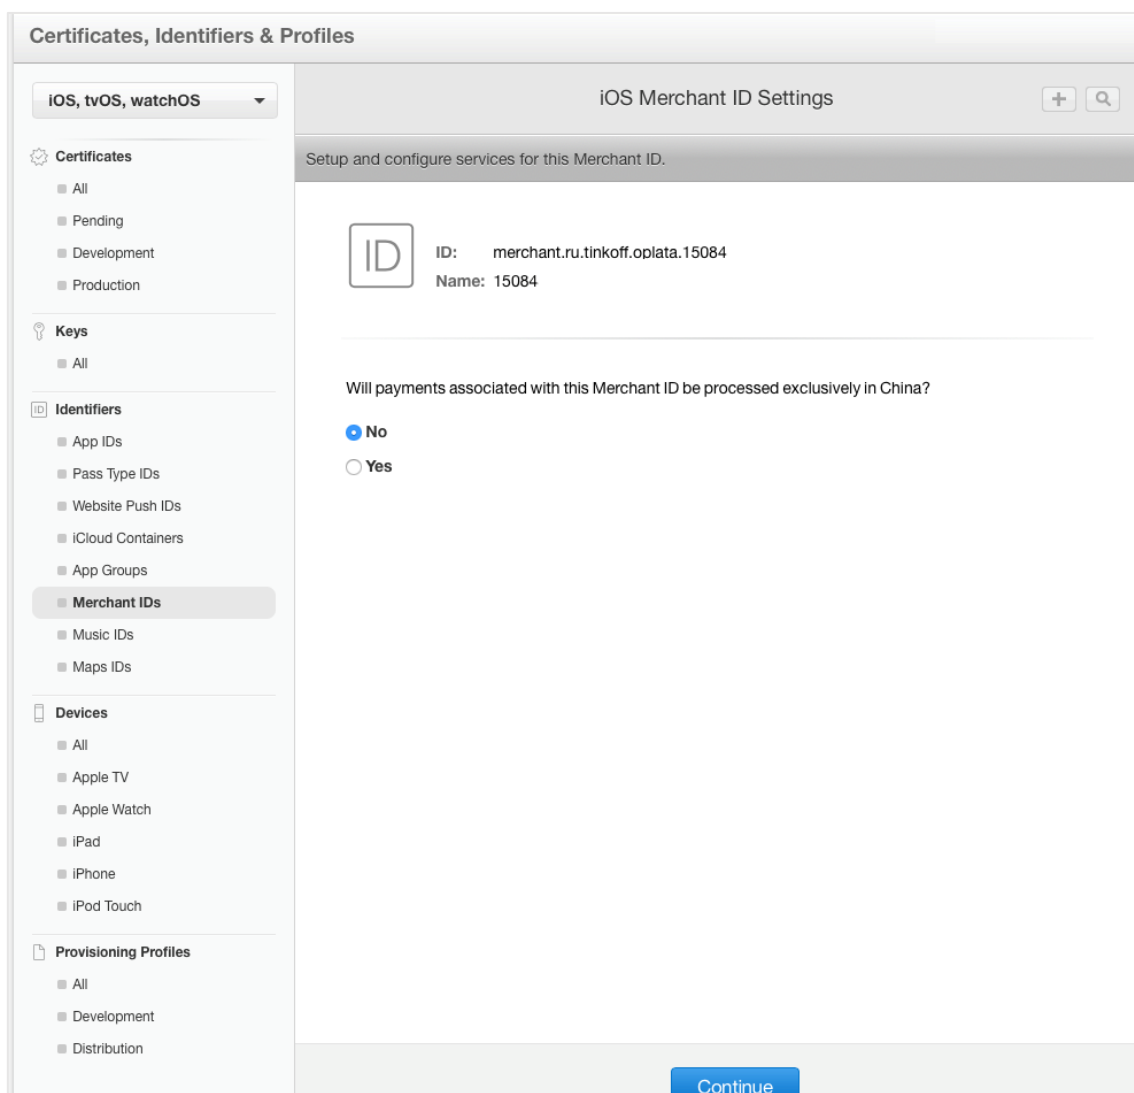 Certificates, Identifiers & Profiles
iOS, tvOS, watchOS
iOS Merchant ID Settings
Certificates
All
Pending
Development
Production
Keys
All
Identifiers
App IDs
Pass Type IDs
Website Push IDs
iCloud Containers
App Groups
Merchant IDs
Music IDs
Maps IDs
Devices
All
Apple TV
Apple Watch
iPad
iPhone
iPod Touch
Provisioning Profiles
All
Development
Distribution
Setup and configure services for this Merchant ID.
ID
ID: merchant.ru.tinkoff.oplata.15084
Name: 15084
Will payments associated with this Merchant ID be processed exclusively in China?
No
Yes
Continue